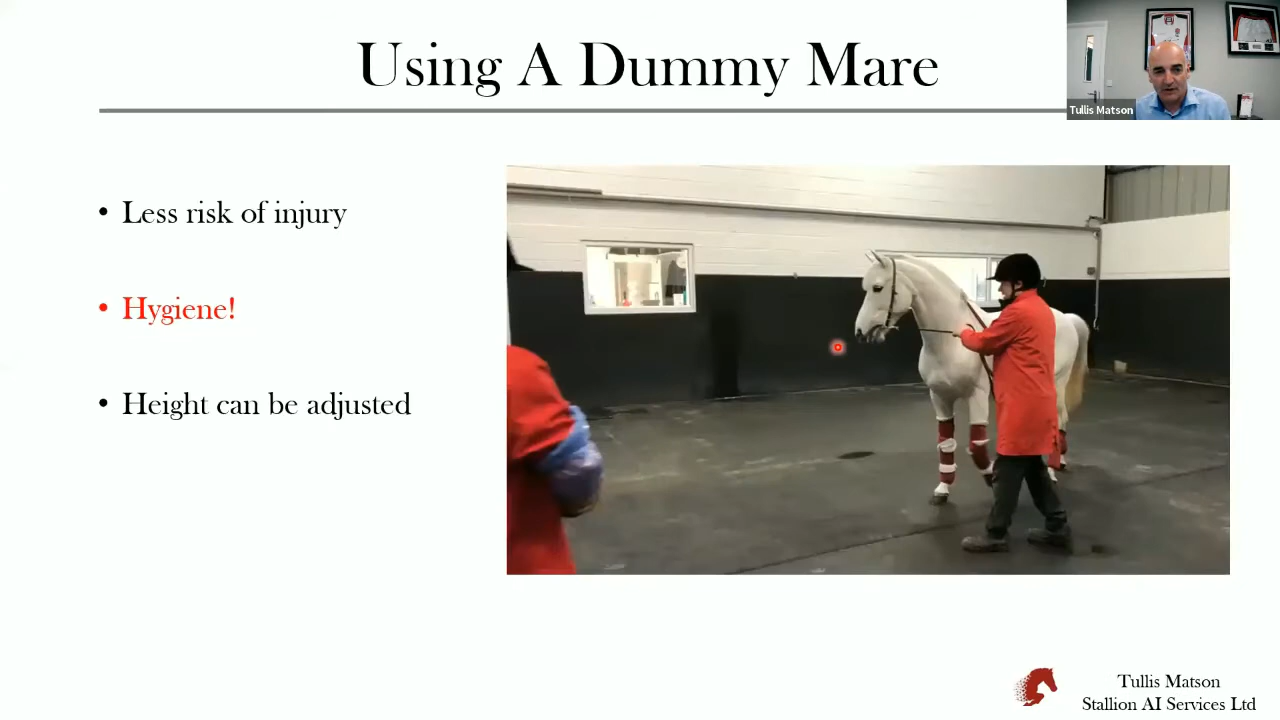 Using A Dummy Mare
Tullis Matson
• Less risk of injury
• Hygiene!
• Height can be adjusted
Tullis Matson
Stallion AI Services Ltd